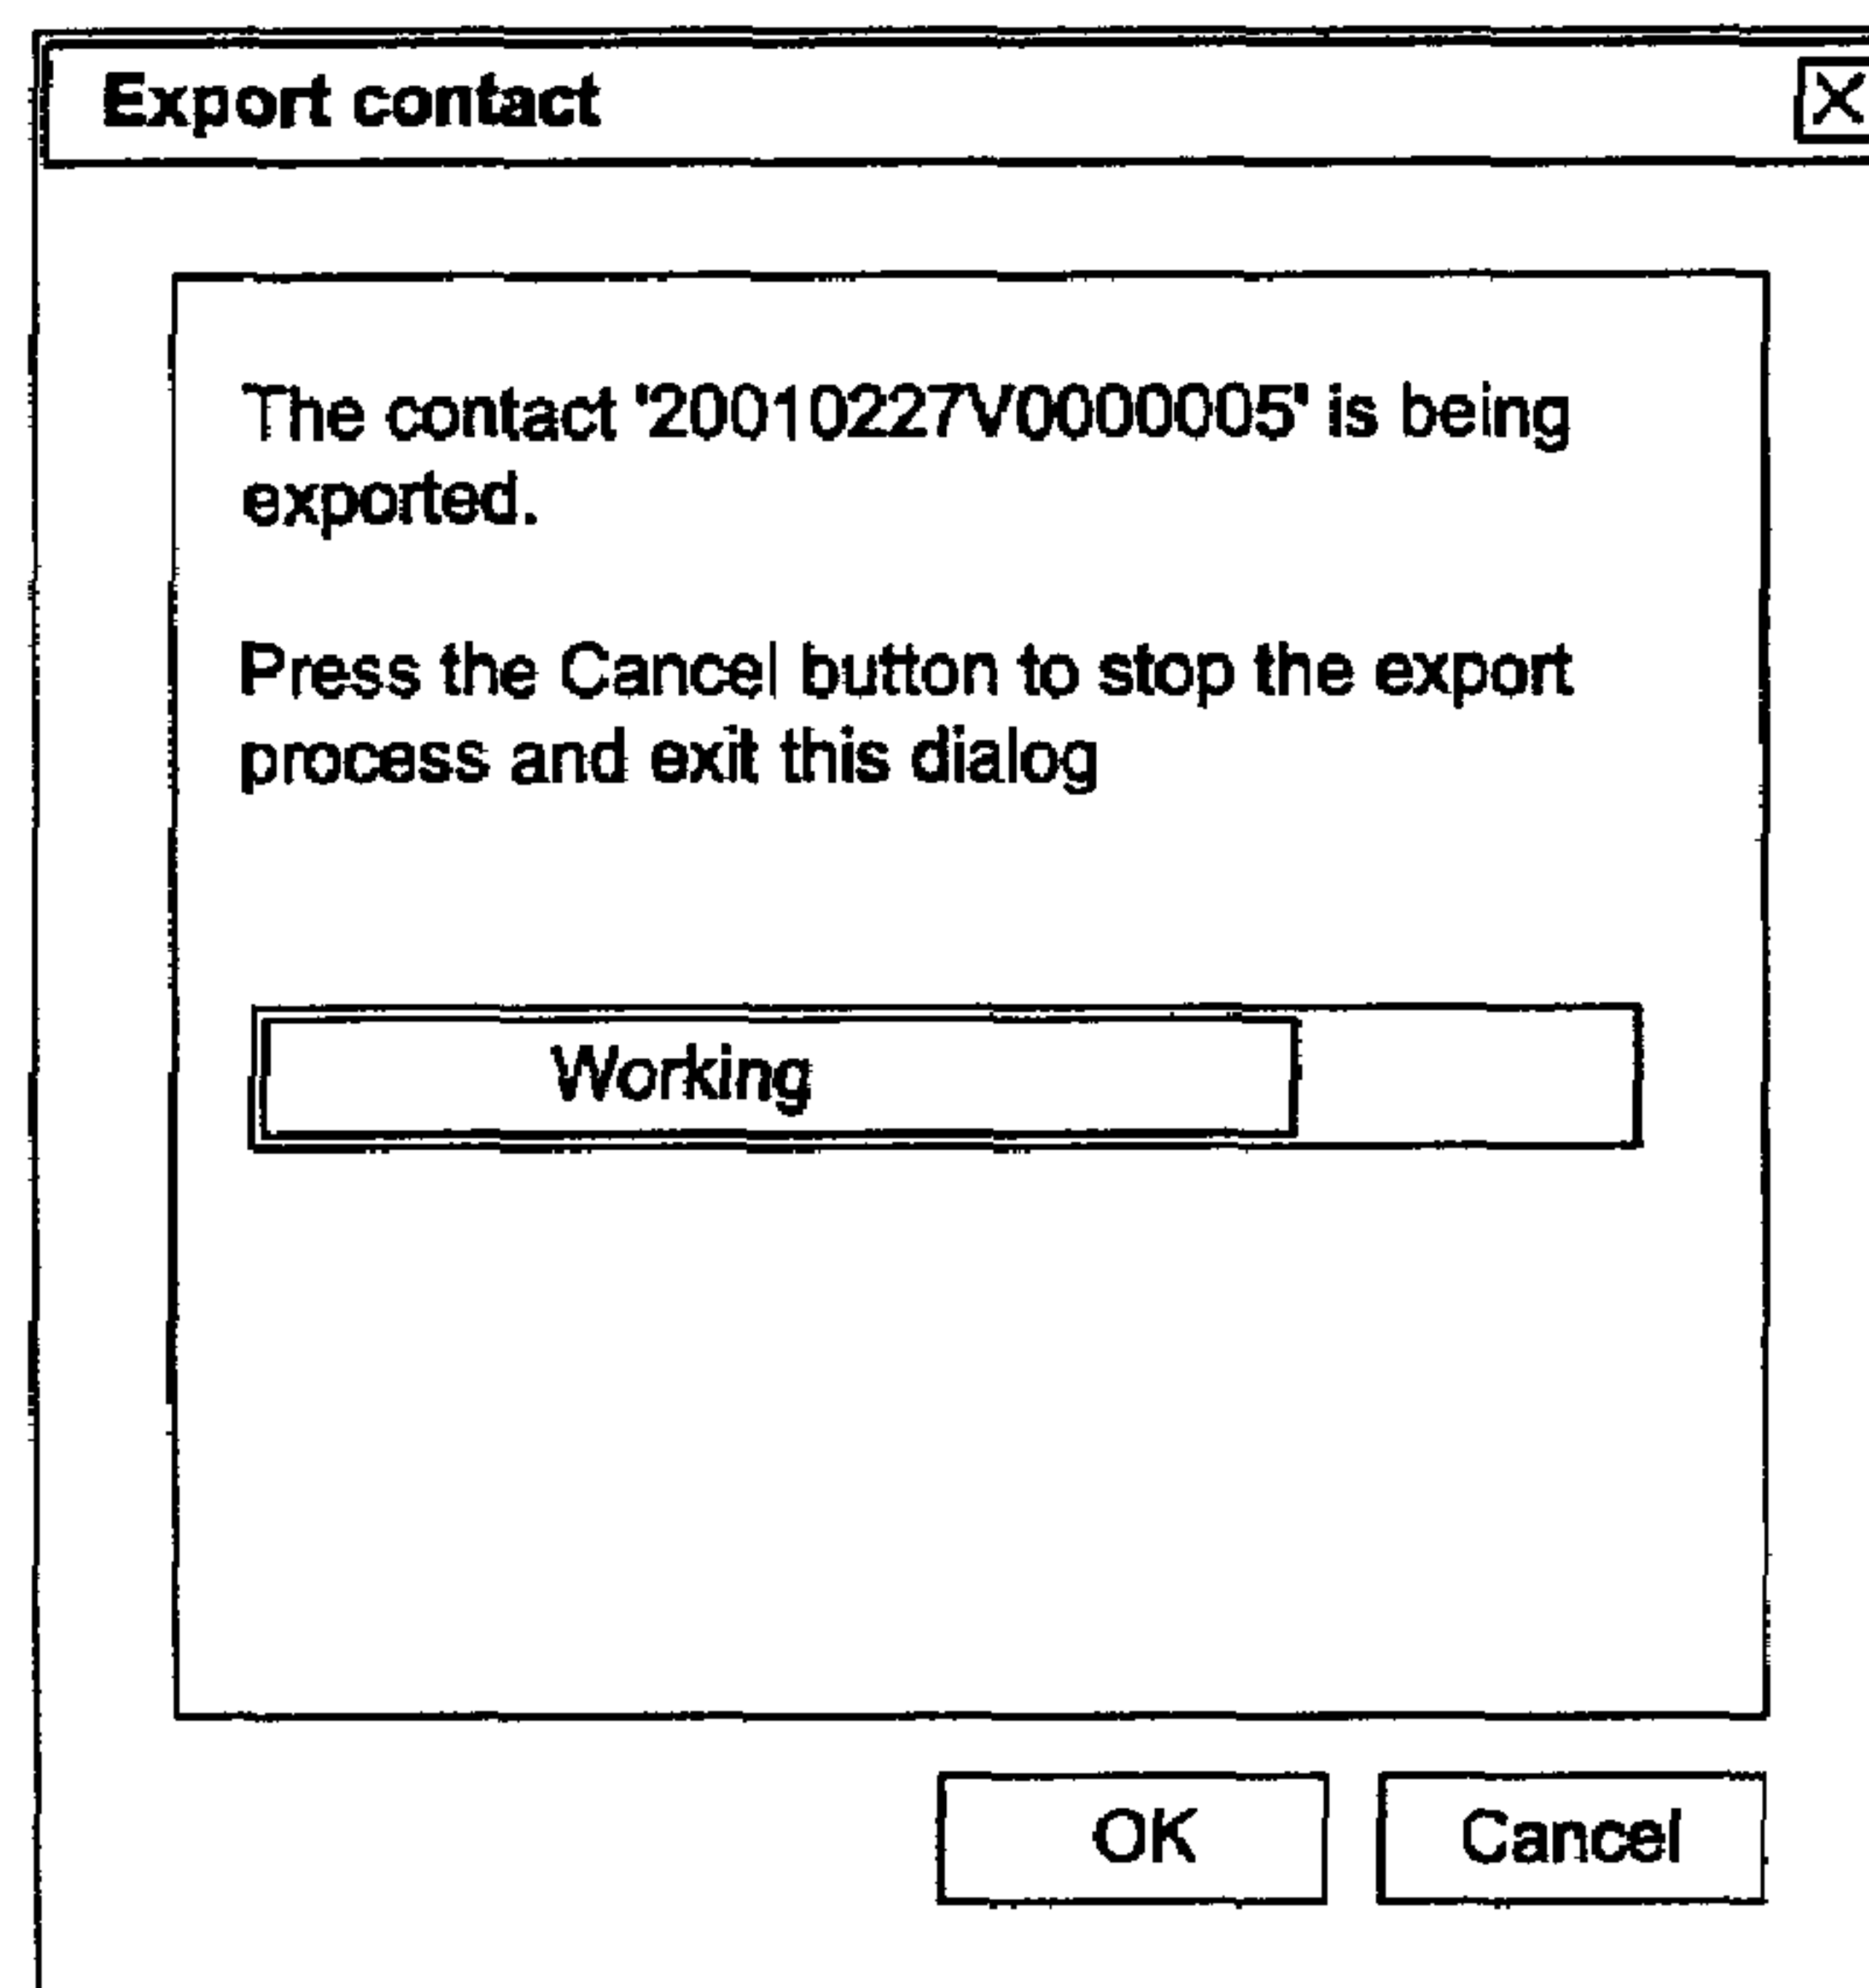 Export contact
The contact '20010227V0000005' is being
exported.
Press the Cancel button to stop the export
process and exit this dialog
Working
OK Cancel